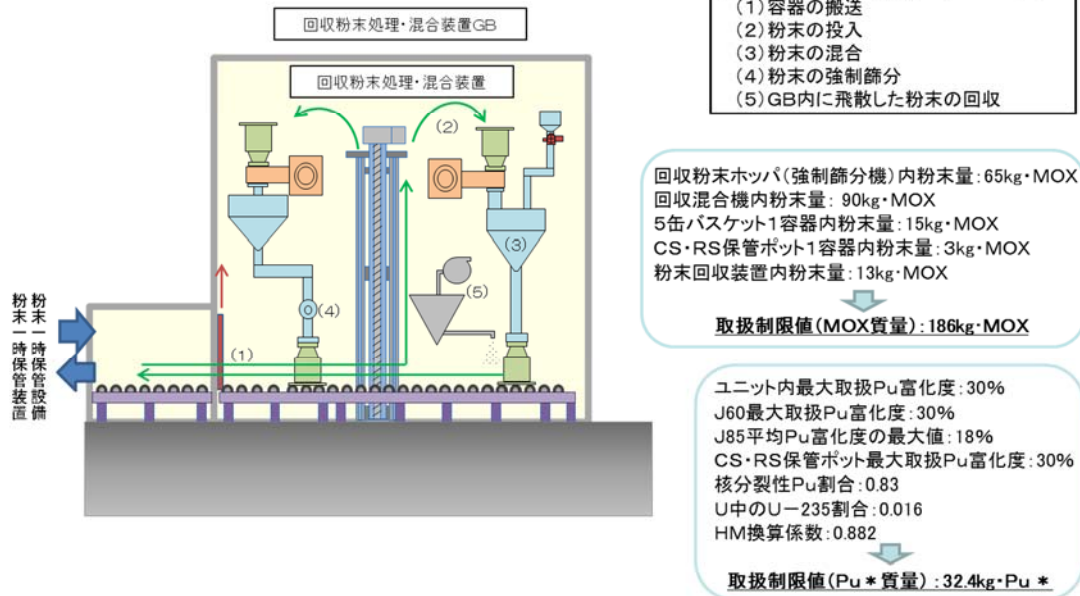 回収粉末処理・混合装置GB
回収粉末処理・混合装置
(1)容器の搬送
(2)粉末の投入
(3)粉末の混合
(4)粉末の強制篩分
(5)GB内に飛散した粉末の回収
(2)
(3)
(5)
(4)
(1)
粉末一時保管設備
粉末一時保管装置
回収粉末ホッパ(強制篩分機)内粉末量:65kg・MOX
回収混合機内粉末量: 90kg・MOX
5缶バスケット1容器内粉末量:15kg・MOX
CS・RS保管ポット1容器内粉末量:3kg・MOX
粉末回収装置内粉末量:13kg・MOX
取扱制限値(MOX質量):186kg・MOX
ユニット内最大取扱Pu富化度:30%
J60最大取扱Pu富化度:30%
J85平均Pu富化度の最大値:18%
CS・RS保管ポット最大取扱Pu富化度:30%
核分裂性Pu割合:0.83
U中のU-235割合:0.016
HM換算係数:0.882
取扱制限値(Pu*質量):32.4kg・Pu*